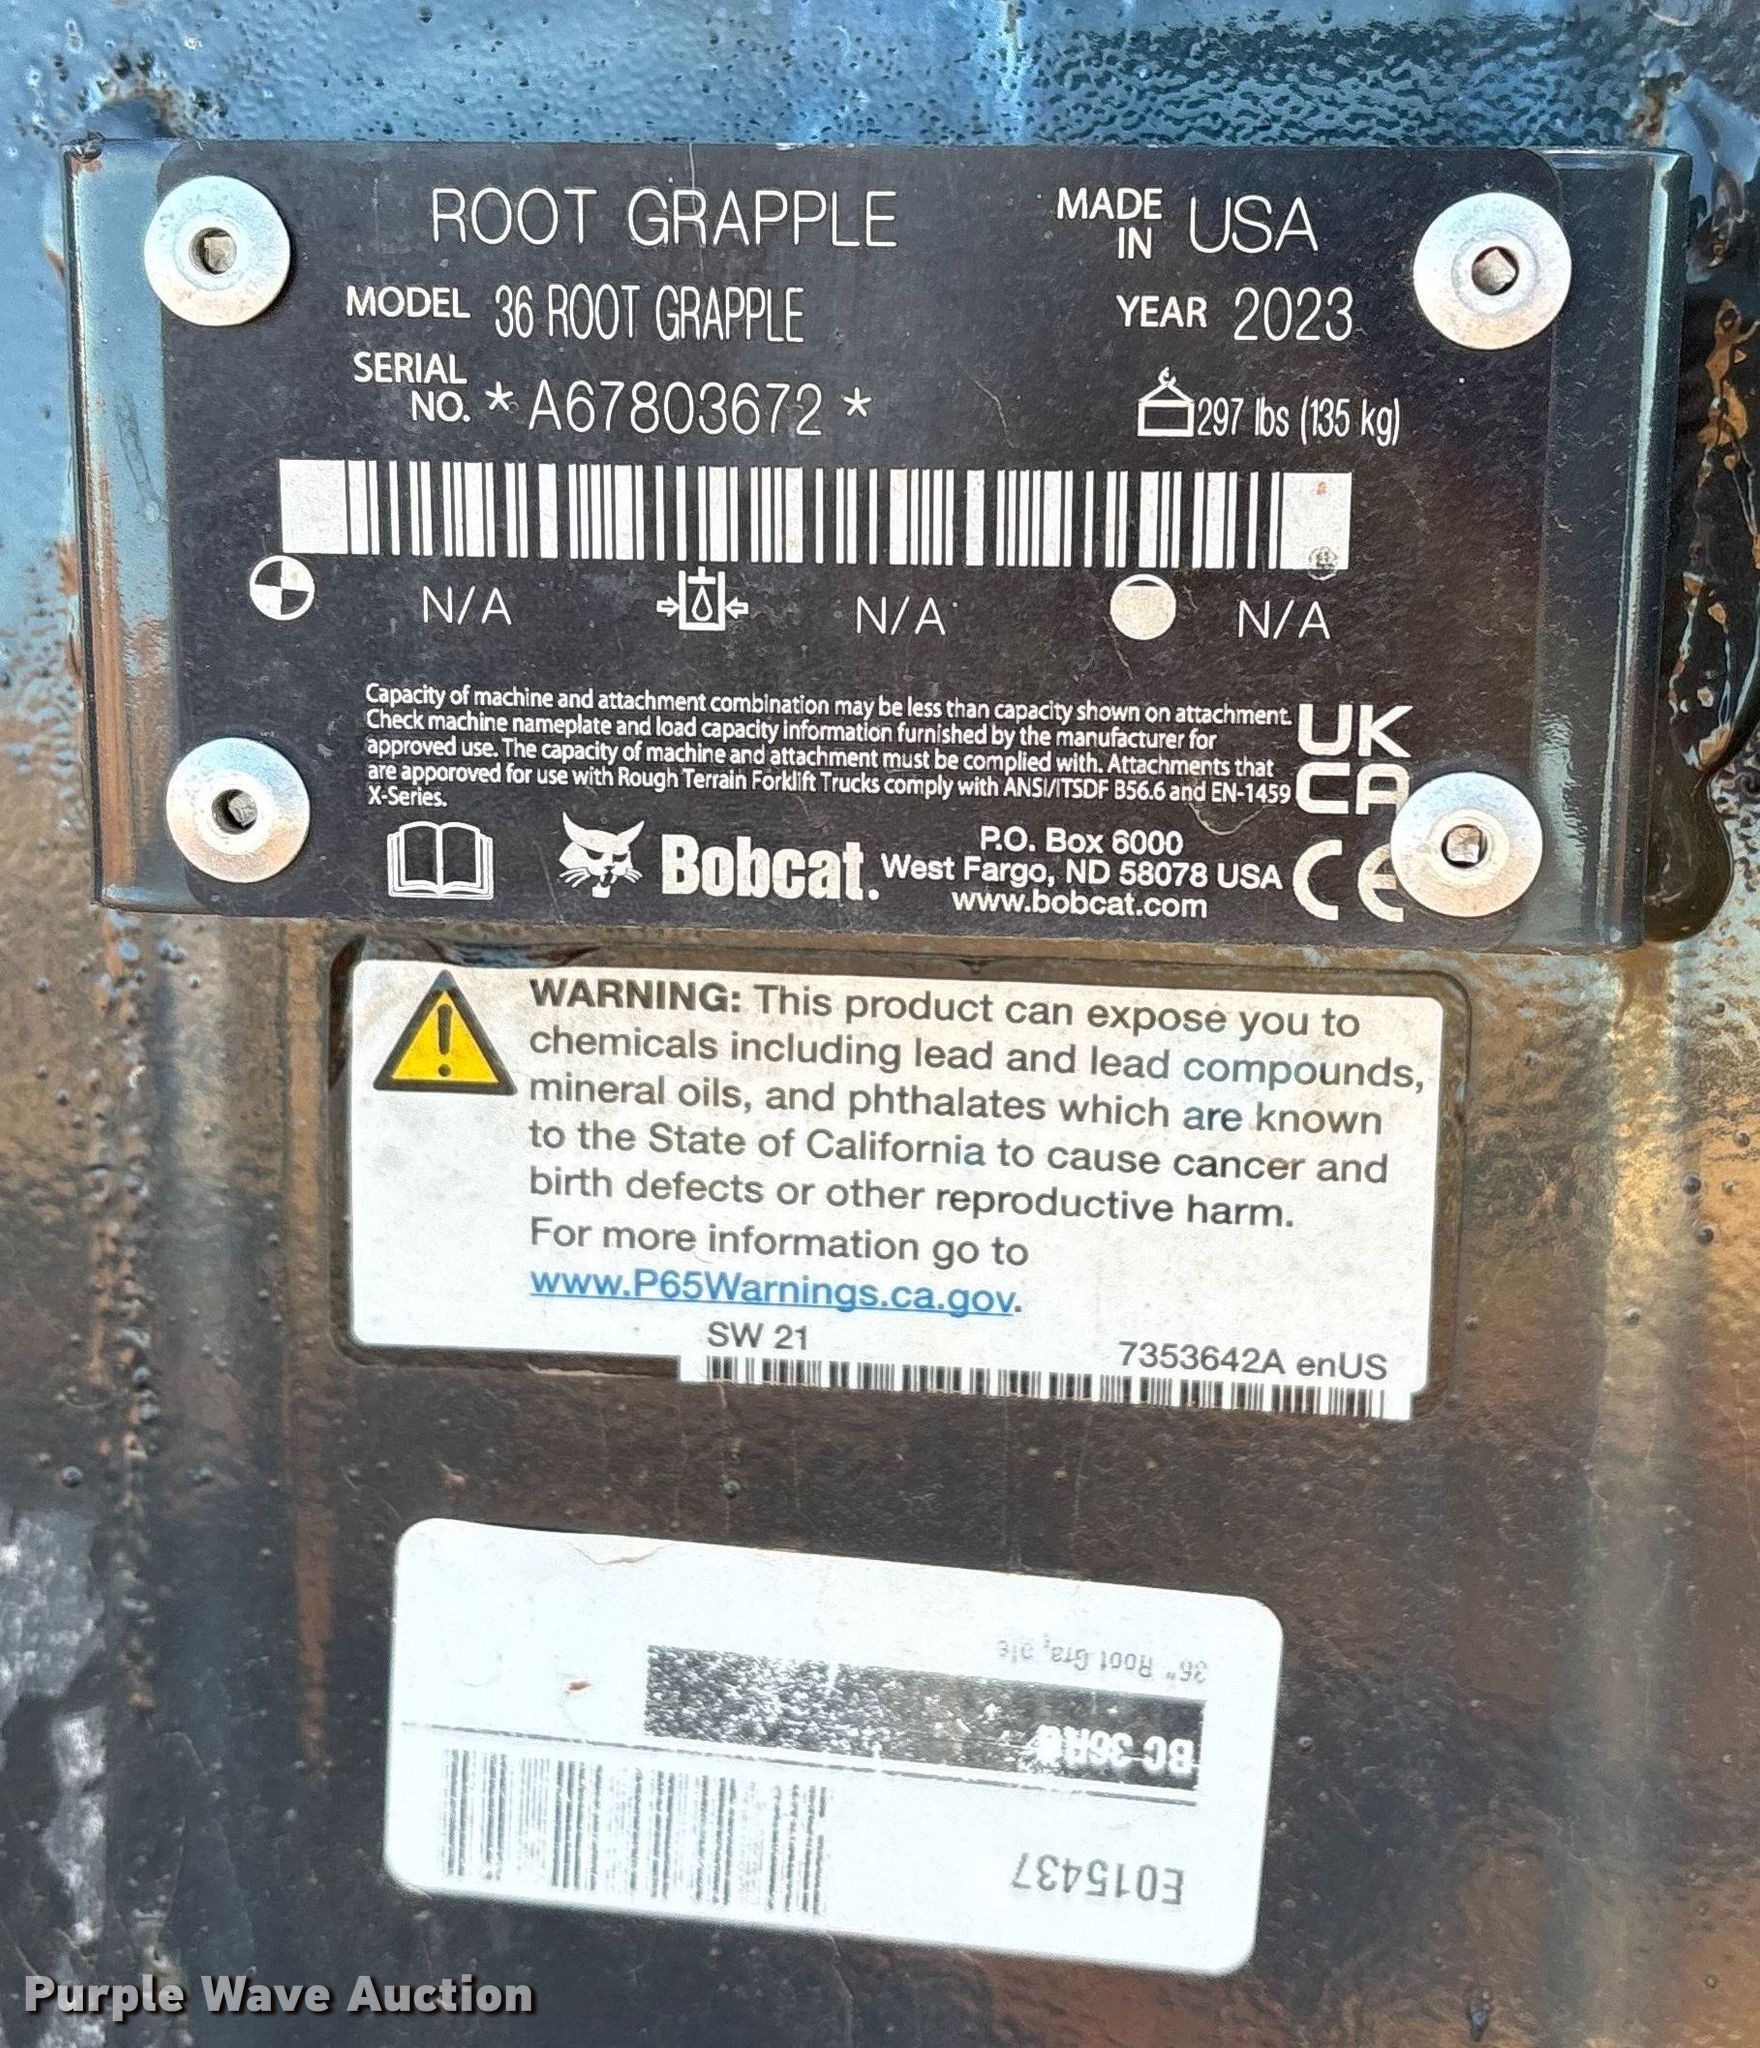 ROOT GRAPPLE
MADE IN USA
MODEL 36 ROOT GRAPPLE
YEAR 2023
SERIAL NO. *A67803672*
297 lbs (135 kg)
N/A N/A N/A
Capacity of machine and attachment combination may be less than capacity shown on attachment.
Check machine nameplate and load capacity information furnished by the manufacturer for
approved use. The capacity of machine and attachment must be complied with. Attachments that
are apporoved for use with Rough Terrain Forklift Trucks comply with ANSI/ITSDF B56.6 and EN-1459
X-Series.
UK
CA
Bobcat.
P.O. Box 6000
West Fargo, ND 58078 USA
www.bobcat.com
CE
WARNING: This product can expose you to
chemicals including lead and lead compounds,
mineral oils, and phthalates which are known
to the State of California to cause cancer and
birth defects or other reproductive harm.
For more information go to
www.P65Warnings.ca.gov.
SW 21
7353642A enUS
E015437
BC 36R
36" Root
Purple Wave Auction